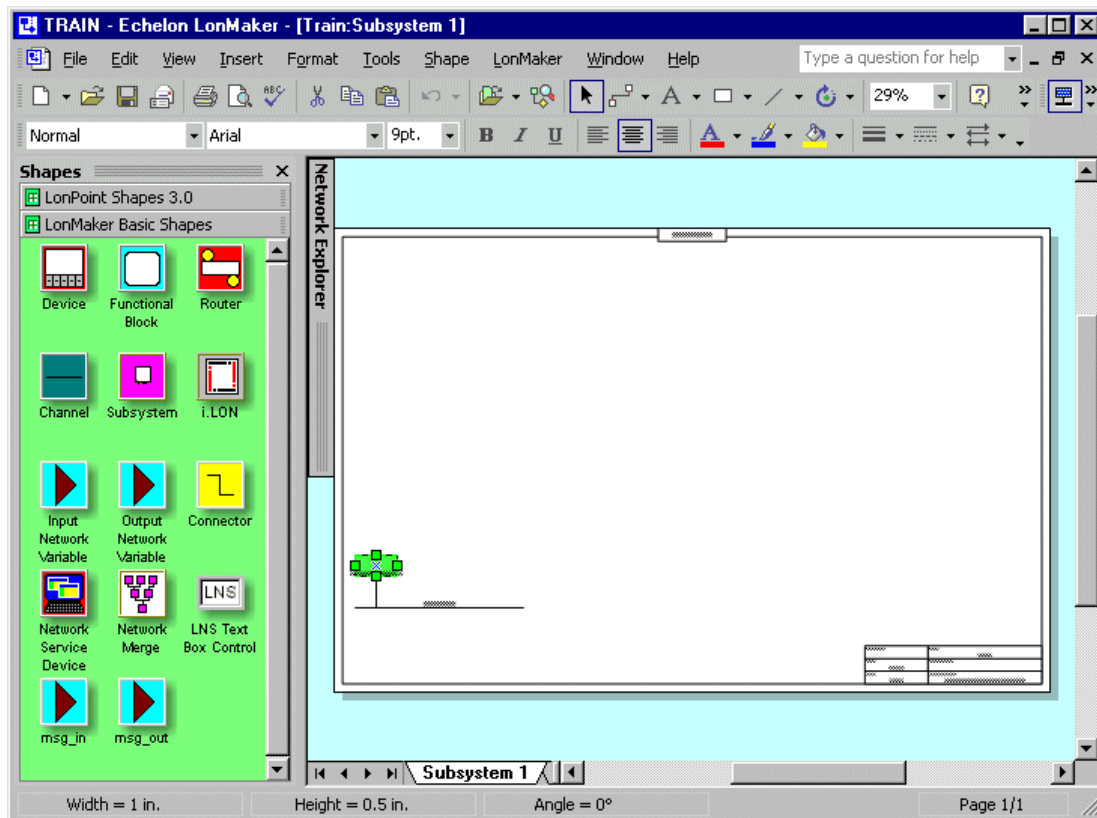 TRAIN - Echelon LonMaker - [Train:Subsystem 1]
File Edit View Insert Format Tools Shape LonMaker Window Help Type a question for help
ABC 29%
Normal Arial 9pt. B I U A
Shapes
LonPoint Shapes 3.0
LonMaker Basic Shapes
Network Explorer
Device Functional Block Router
Channel Subsystem i.LON
Input Network Variable Output Network Variable Connector
LNS
Network Service Device Network Merge LNS Text Box Control
msg_in msg_out
Subsystem 1
Width = 1 in. Height = 0.5 in. Angle = 0° Page 1/1